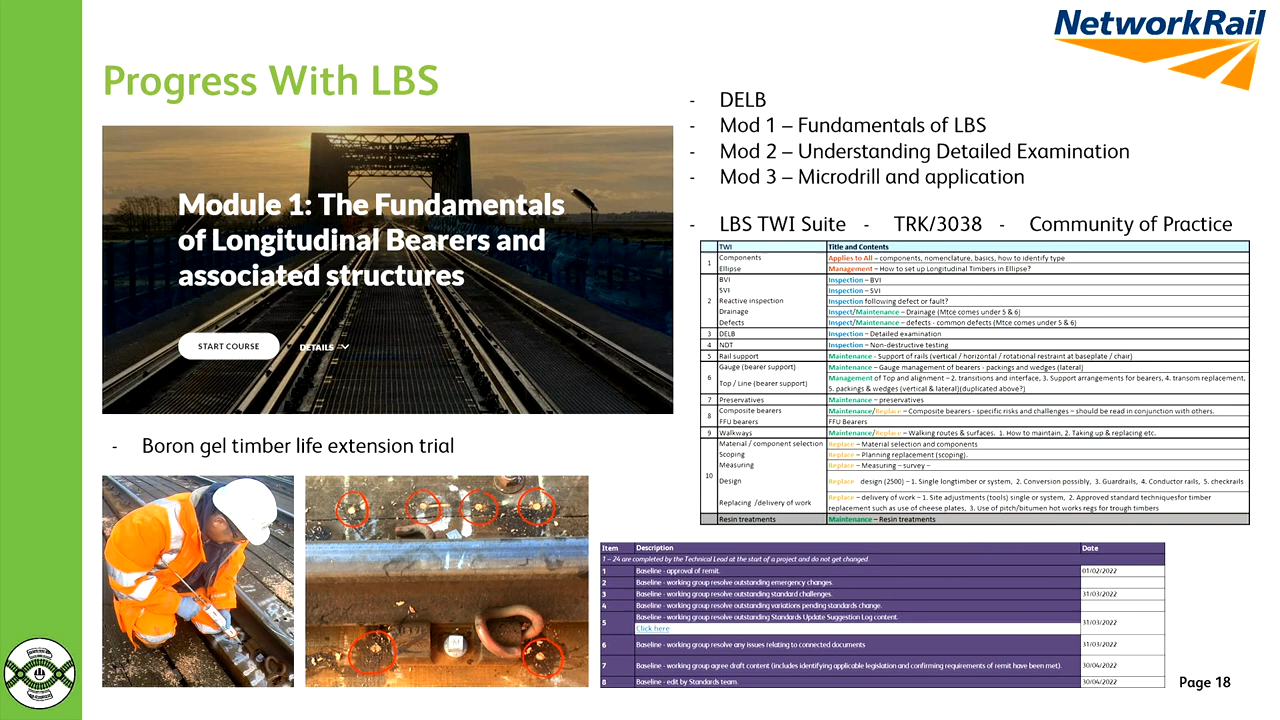 NetworkRail
Progress With LBS
- DELB
- Mod 1 – Fundamentals of LBS
- Mod 2 – Understanding Detailed Examination
- Mod 3 – Microdrill and application
- LBS TWI Suite - TRK/3038 - Community of Practice
Module 1: The Fundamentals
of Longitudinal Bearers and
associated structures
START COURSE DETAILS
TWI Title and Contents
1 Components Applies to All – components, nomenclature, basics, how to identify type
Ellipse Management – How to set up Longitudinal Timbers in Ellipse?
2 BVI Inspection – BVI
SVI Inspection – SVI
Reactive inspection Inspection following defect or fault?
Drainage Inspect/Maintenance – Drainage (Mtce comes under 5 & 6)
Defects Inspect/Maintenance – defects - common defects (Mtce comes under 5 & 6)
3 DELB Inspection – Detailed examination
4 NDT Inspection – Non-destructive testing
5 Rail support Maintenance - Support of rails (vertical / horizontal / rotational restraint at baseplate / chair)
6 Gauge (bearer support) Maintenance – Gauge management of bearers - packings and wedges (lateral)
Top / Line (bearer support) Management of Top and alignment – 2. transitions and interface, 3. Support arrangements for bearers, 4. transom replacement,
5. packings & wedges (vertical & lateral)(duplicated above?)
7 Preservatives Maintenance – preservatives
8 Composite bearers Maintenance/Replace – Composite bearers - specific risks and challenges – should be read in conjunction with others.
FFU bearers FFU Bearers
9 Walkways Maintenance/Replace – Walking routes & surfaces. 1. How to maintain, 2. Taking up & replacing etc.
10 Material / component selection Replace – Material selection and components
Scoping Replace – Planning replacement (scoping).
Measuring Replace – Measuring – survey –
Design Replace design (2500) – 1. Single longtimber or system, 2. Conversion possibly, 3. Guardrails, 4. Conductor rails, 5. checkrails
Replacing /delivery of work Replace – delivery of work – 1. Site adjustments (tools) single or system, 2. Approved standard techniquesfor timber
replacement such as use of cheese plates, 3. Use of pitch/bitumen hot works regs for trough timbers
Resin treatments Maintenance – Resin treatments
- Boron gel timber life extension trial
Item Description Date
1 – 24 are completed by the Technical Lead at the start of a project and do not get changed.
1 Baseline - approval of remit. 01/02/2022
2 Baseline - working group resolve outstanding emergency changes.
3 Baseline - working group resolve outstanding standard challenges. 31/03/2022
4 Baseline - working group resolve outstanding variations pending standards change.
5 Baseline - working group resolve outstanding Standards Update Suggestion Log content. 31/03/2022
Click here
6 Baseline - working group resolve any issues relating to connected documents 31/03/2022
7 Baseline - working group agree draft content (includes identifying applicable legislation and confirming requirements of remit have been met). 30/04/2022
8 Baseline - edit by Standards team. 30/04/2022
Page 18